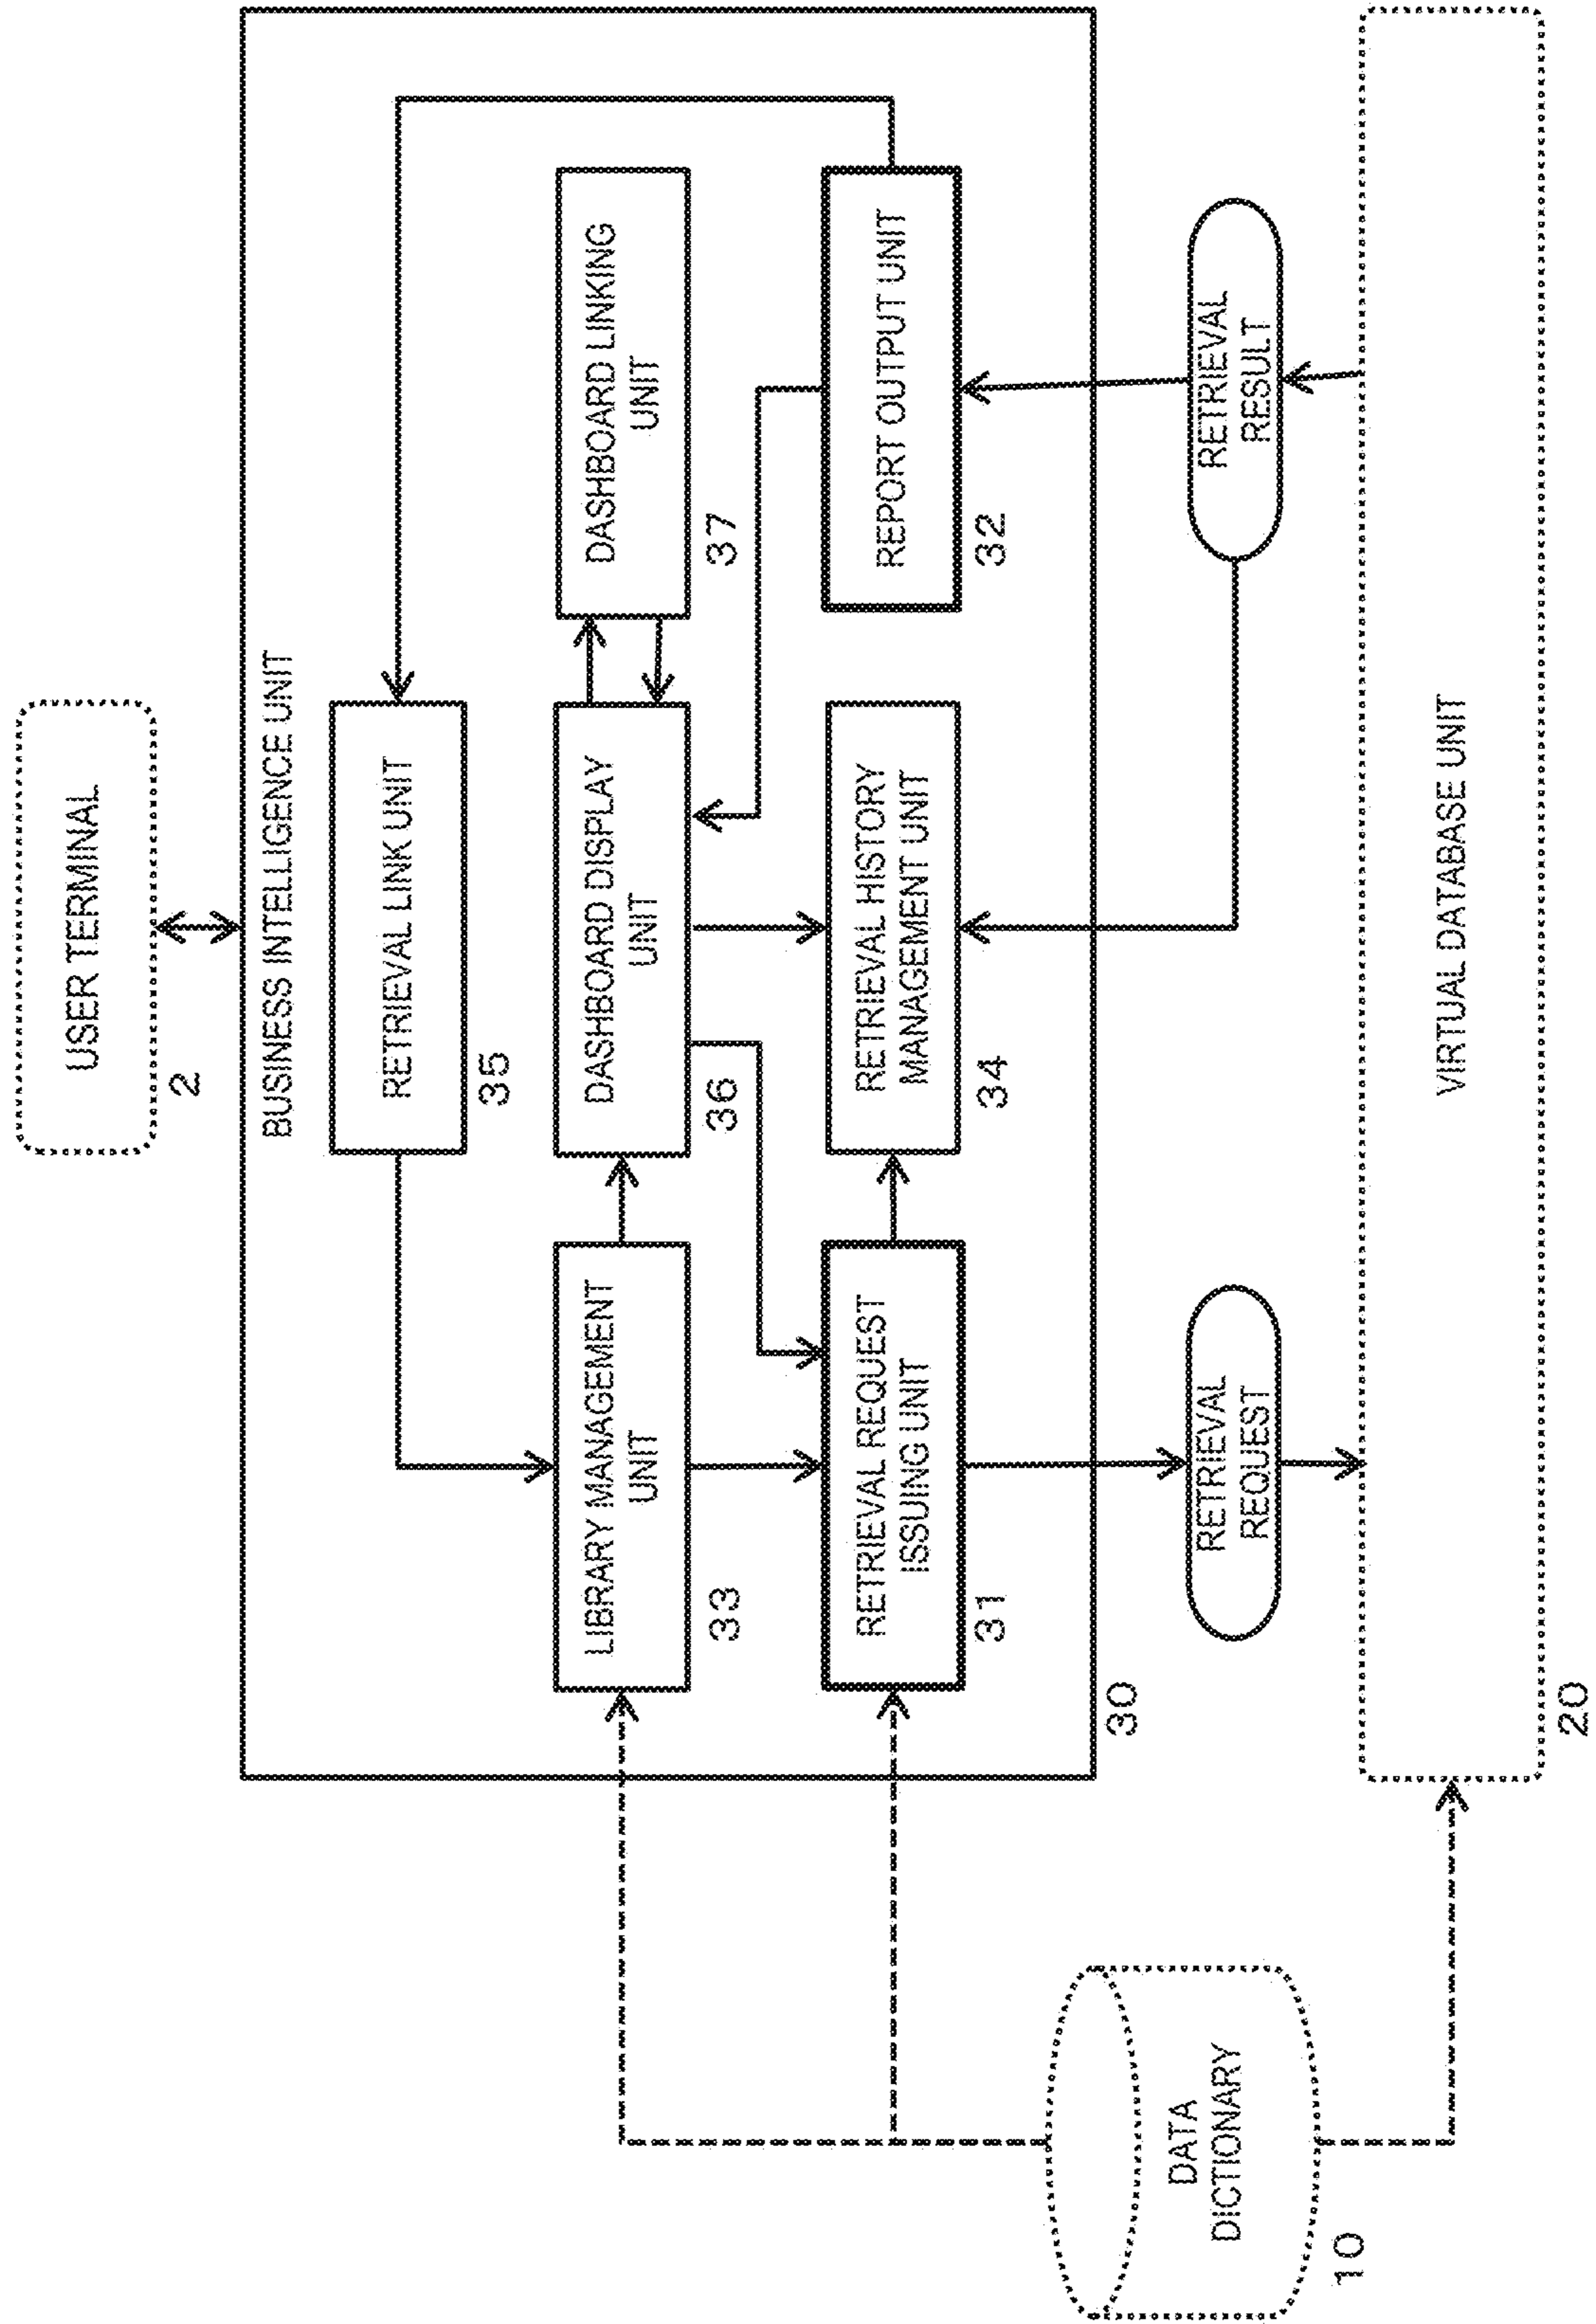 USER TERMINAL
2
BUSINESS INTELLIGENCE UNIT
RETRIEVAL LINK UNIT
35
LIBRARY MANAGEMENT
UNIT
33
DASHBOARD DISPLAY
UNIT
36
DASHBOARD LINKING
UNIT
37
RETRIEVAL REQUEST
ISSUING UNIT
31
RETRIEVAL HISTORY
MANAGEMENT UNIT
34
REPORT OUTPUT UNIT
32
30
RETRIEVAL
REQUEST
RETRIEVAL
RESULT
DATA
DICTIONARY
10
VIRTUAL DATABASE UNIT
20